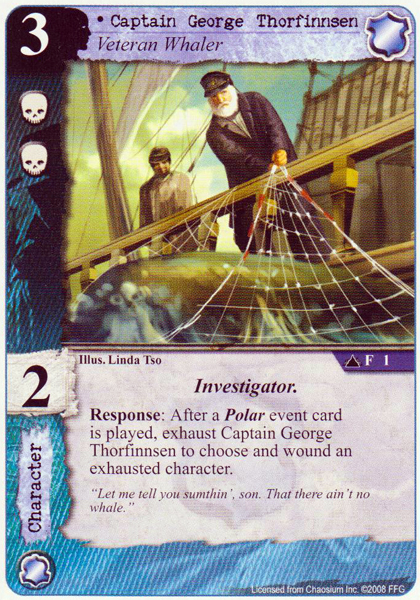 3
• Captain George Thorfinnsen
Veteran Whaler
Illus. Linda Tso
F 1
2
Investigator.
Response: After a Polar event card
is played, exhaust Captain George
Thorfinnsen to choose and wound an
exhausted character.
“Let me tell you sumthin’, son. That there ain’t no
whale.”
Character
Licensed from Chaosium Inc. ©2008 FFG